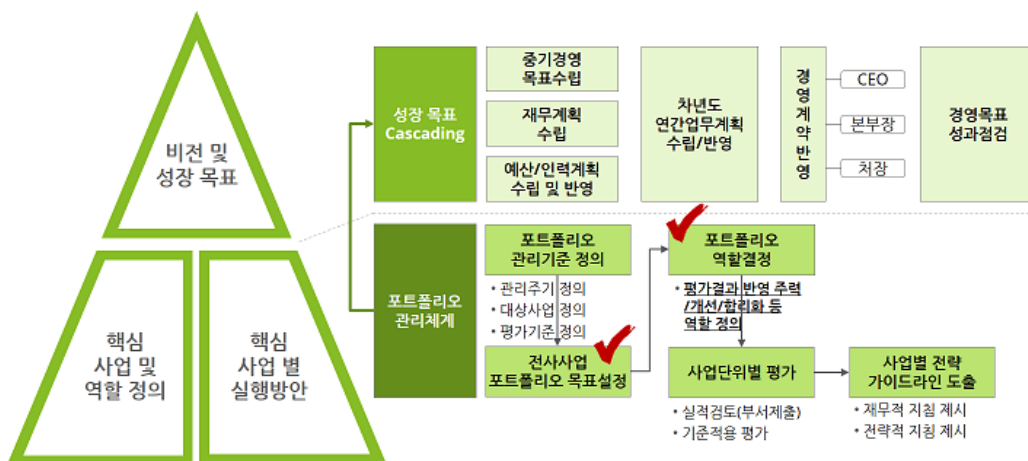 비전 및
성장 목표
핵심
사업 및
역할 정의
핵심
사업 별
실행방안
성장 목표
Cascading
중기경영
목표수립
재무계획
수립
예산/인력계획
수립 및 반영
차년도
연간업무계획
수립/반영
경영계약반영
CEO
본부장
처장
경영목표
성과점검
포트폴리오
관리체계
포트폴리오
관리기준 정의
• 관리주기 정의
• 대상사업 정의
• 평가기준 정의
전사사업
포트폴리오 목표설정
포트폴리오
역할결정
• 평가결과 반영 주력
/개선/합리화 등
역할 정의
사업단위별 평가
• 실적검토(부서제출)
• 기준적용 평가
사업별 전략
가이드라인 도출
• 재무적 지침 제시
• 전략적 지침 제시